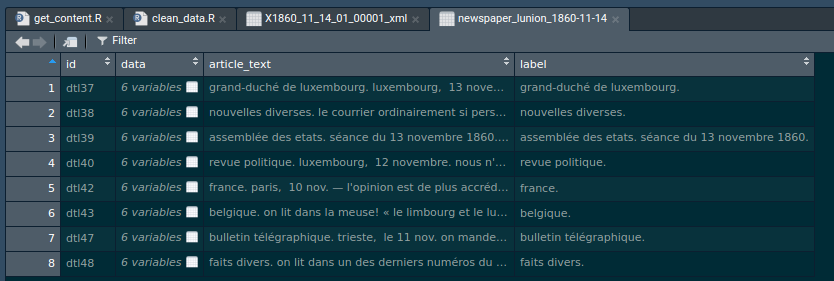 get_content.R × clean_data.R × X1860_11_14_01_00001_xml × newspaper_lunion_1860-11-14 ×
Filter
id data article_text label
1 dtl37 6 variables grand-duché de luxembourg. luxembourg, 13 nove... grand-duché de luxembourg.
2 dtl38 6 variables nouvelles diverses. le courrier ordinairement si pers... nouvelles diverses.
3 dtl39 6 variables assemblée des etats. séance du 13 novembre 1860.... assemblée des etats. séance du 13 novembre 1860.
4 dtl40 6 variables revue politique. luxembourg, 12 novembre. nous n'... revue politique.
5 dtl42 6 variables france. paris, 10 nov. — l'opinion est de plus accréd... france.
6 dtl43 6 variables belgique. on lit dans la meuse! « le limbourg et le lu... belgique.
7 dtl47 6 variables bulletin télégraphique. trieste, le 11 nov. on mande... bulletin télégraphique.
8 dtl48 6 variables faits divers. on lit dans un des derniers numéros du ... faits divers.